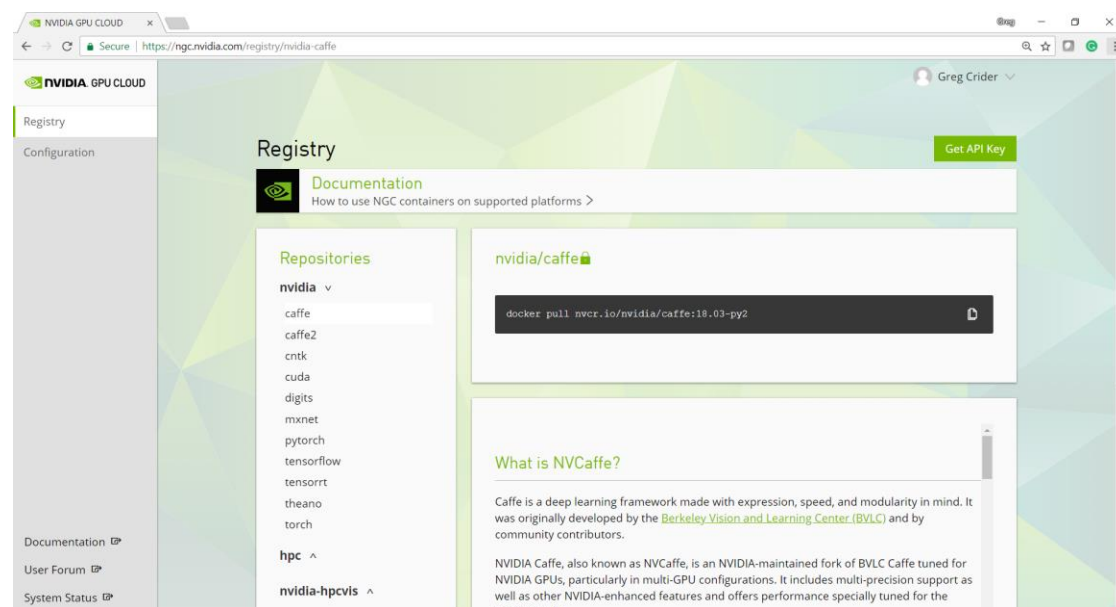 NVIDIA GPU CLOUD
Greg
Secure | https://ngc.nvidia.com/registry/nvidia-caffe
NVIDIA. GPU CLOUD
Greg Crider
Registry
Configuration
Registry
Get API Key
Documentation
How to use NGC containers on supported platforms >
Repositories
nvidia
caffe
caffe2
cntk
cuda
digits
mxnet
pytorch
tensorflow
tensorrt
theano
torch
hpc
nvidia-hpcvis
nvidia/caffe
docker pull nvcr.io/nvidia/caffe:18.03-py2
What is NVCaffe?
Caffe is a deep learning framework made with expression, speed, and modularity in mind. It
was originally developed by the Berkeley Vision and Learning Center (BVLC) and by
community contributors.
NVIDIA Caffe, also known as NVCaffe, is an NVIDIA-maintained fork of BVLC Caffe tuned for
NVIDIA GPUs, particularly in multi-GPU configurations. It includes multi-precision support as
well as other NVIDIA-enhanced features and offers performance specially tuned for the
Documentation
User Forum
System Status